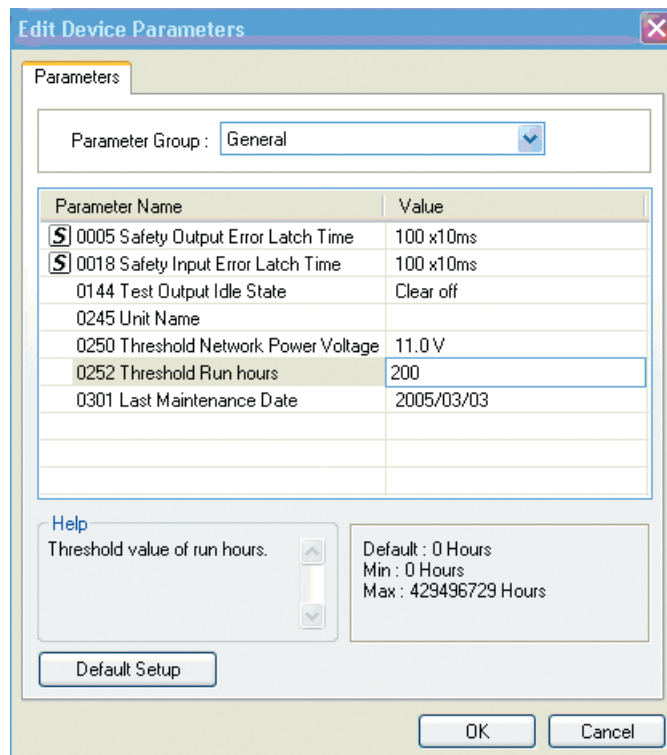 Edit Device Parameters
Parameters
Parameter Group : General
Parameter Name Value
S 0005 Safety Output Error Latch Time 100 x10ms
S 0018 Safety Input Error Latch Time 100 x10ms
0144 Test Output Idle State Clear off
0245 Unit Name
0250 Threshold Network Power Voltage 11.0 V
0252 Threshold Run hours 200
0301 Last Maintenance Date 2005/03/03
Help
Threshold value of run hours.
Default : 0 Hours
Min : 0 Hours
Max : 429496729 Hours
Default Setup
OK Cancel